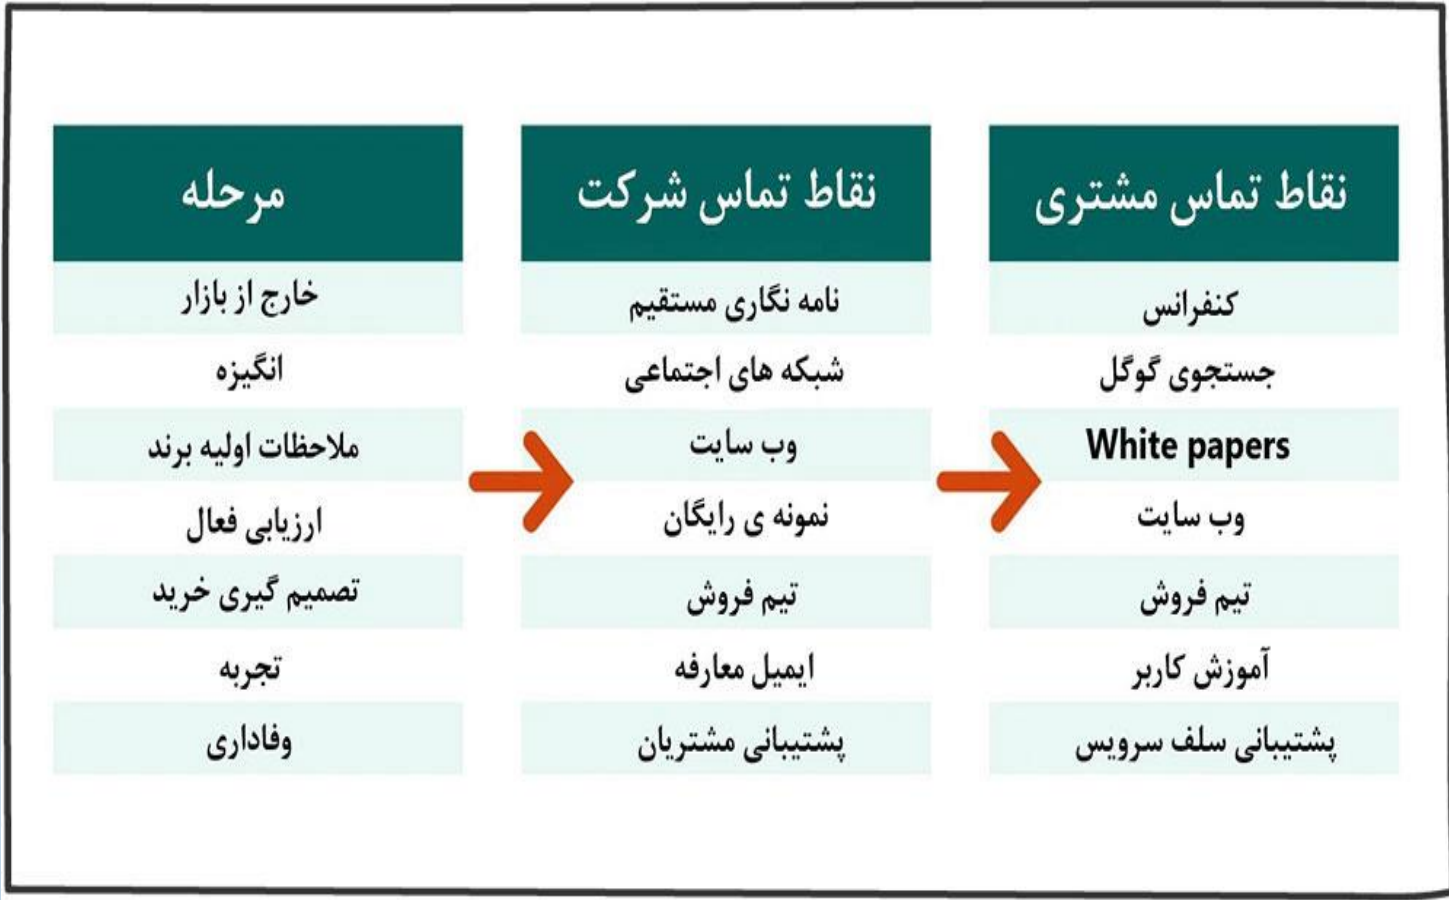 مرحله
خارج از بازار
انگیزه
ملاحظات اولیه برند
ارزیابی فعال
تصمیم گیری خرید
تجربه
وفاداری
نقاط تماس شرکت
نامه نگاری مستقیم
شبکه های اجتماعی
وب سایت
نمونه ی رایگان
تیم فروش
ایمیل معارفه
پشتیبانی مشتریان
نقاط تماس مشتری
کنفرانس
جستجوی گوگل
White papers
وب سایت
تیم فروش
آموزش کاربر
پشتیبانی سلف سرویس